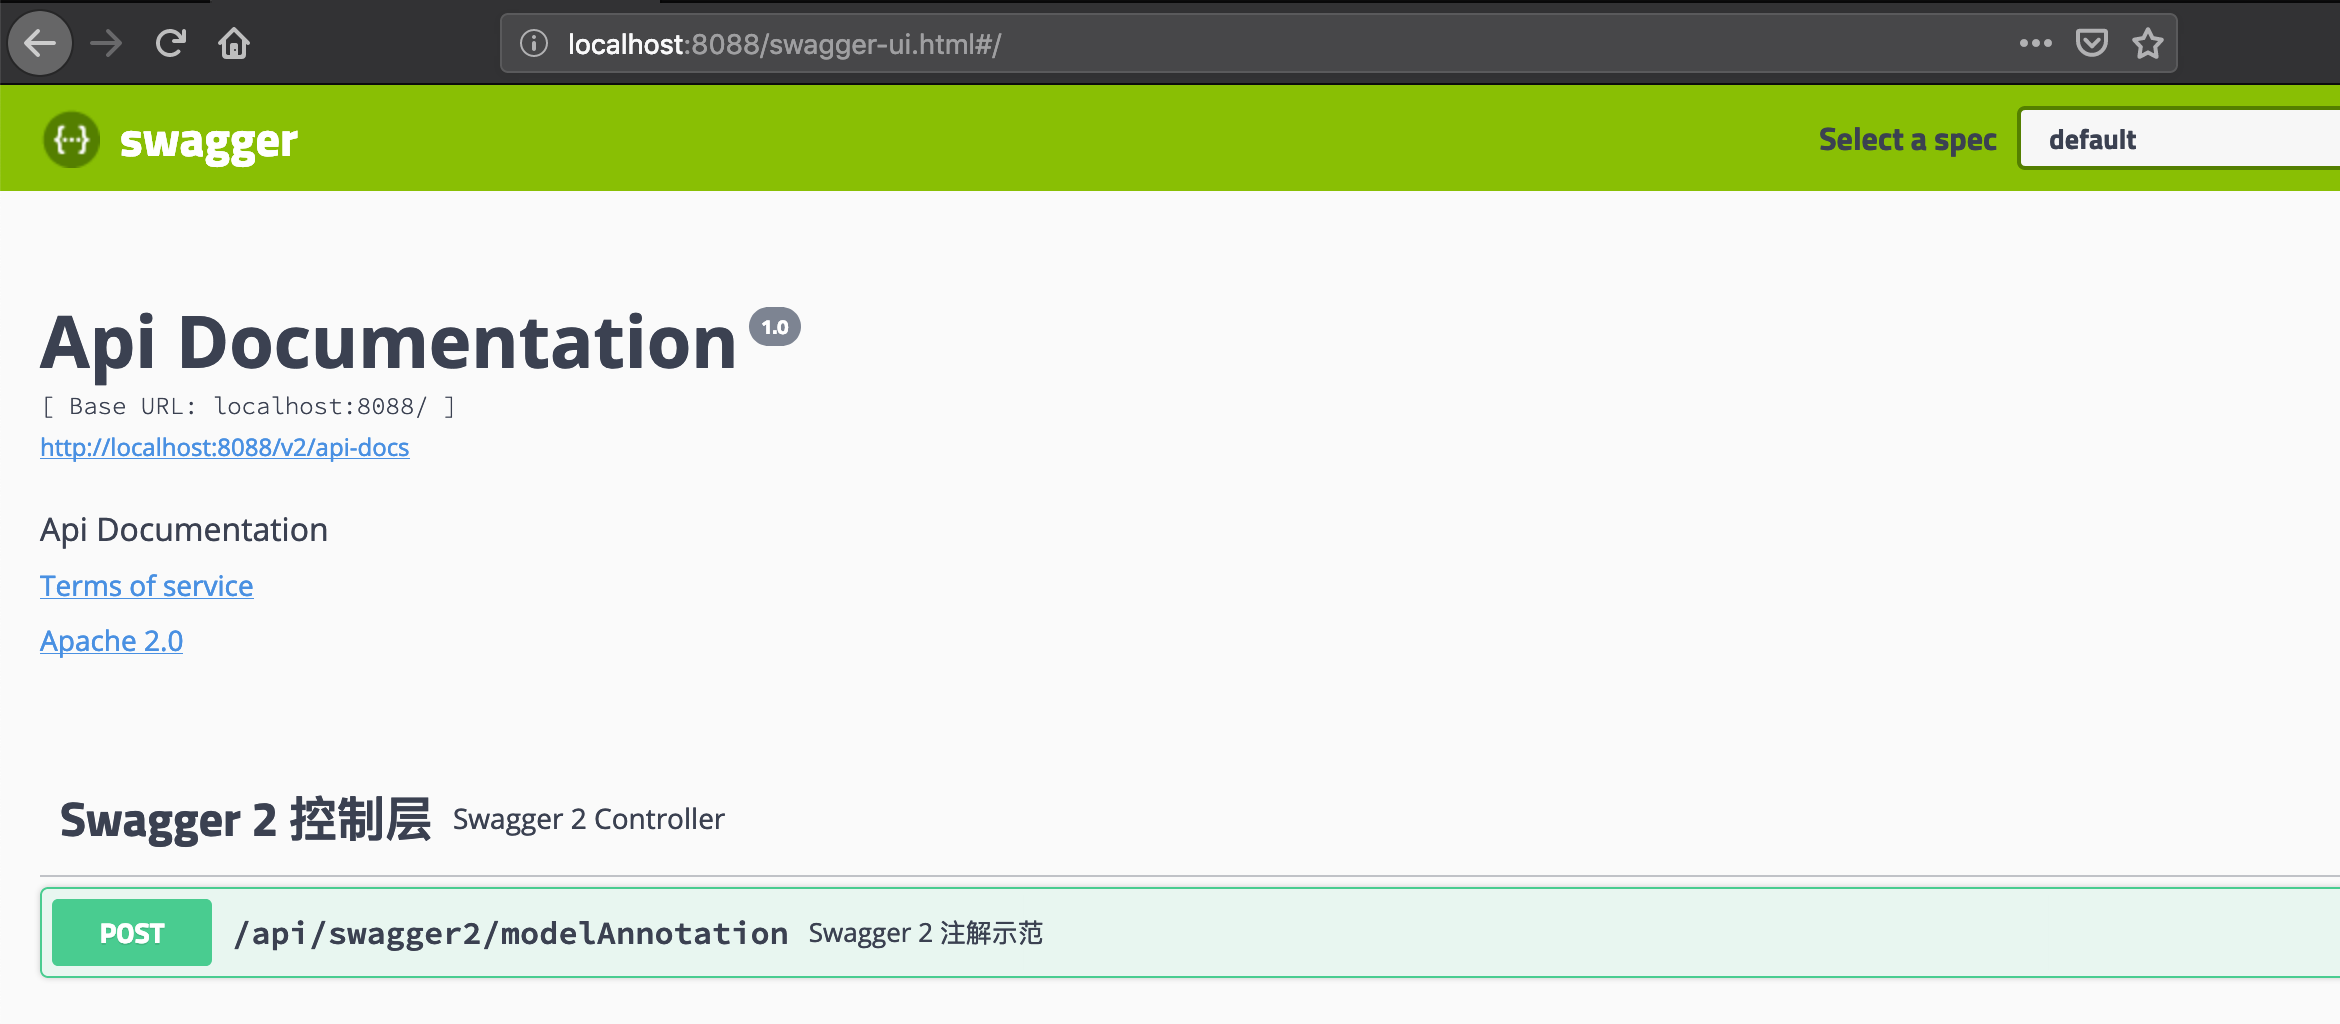 localhost:8088/swagger-ui.html#/
{···} swagger
Select a spec default
Api Documentation 1.0
[ Base URL: localhost:8088/ ]
http://localhost:8088/v2/api-docs
Api Documentation
Terms of service
Apache 2.0
Swagger 2 控制层 Swagger 2 Controller
POST /api/swagger2/modelAnnotation Swagger 2 注解示范